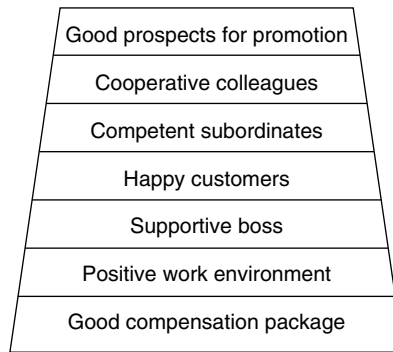 Good prospects for promotion
Cooperative colleagues
Competent subordinates
Happy customers
Supportive boss
Positive work environment
Good compensation package